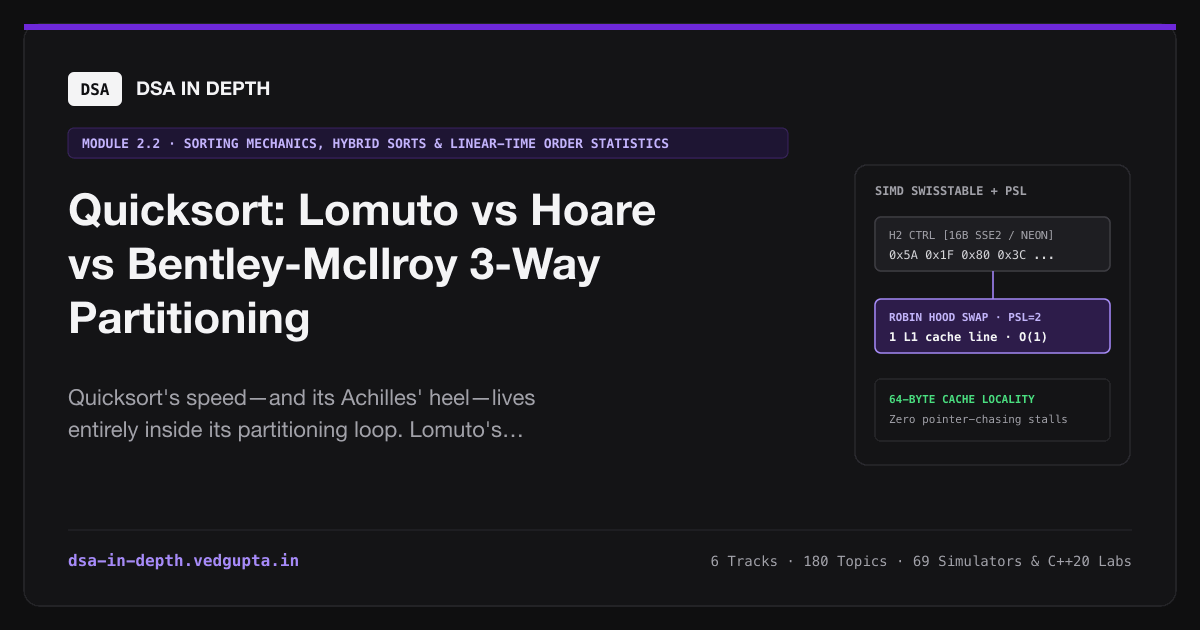 DSA
DSA IN DEPTH
MODULE 2.2 · SORTING MECHANICS, HYBRID SORTS & LINEAR–TIME ORDER STATISTICS
Quicksort: Lomuto vs Hoare
vs Bentley-McIlroy 3-Way
Partitioning
Quicksort's speed—and its Achilles' heel—lives
entirely inside its partitioning loop. Lomuto's…
SIMD SWISSTABLE + PSL
H2 CTRL [16B SSE2 / NEON]
0x5A 0x1F 0x80 0x3C ...
ROBIN HOOD SWAP · PSL=2
1 L1 cache line · O(1)
64–BYTE CACHE LOCALITY
Zero pointer–chasing stalls
dsa–in–depth.vedgupta.in
6 Tracks · 180 Topics · 69 Simulators & C++20 Labs